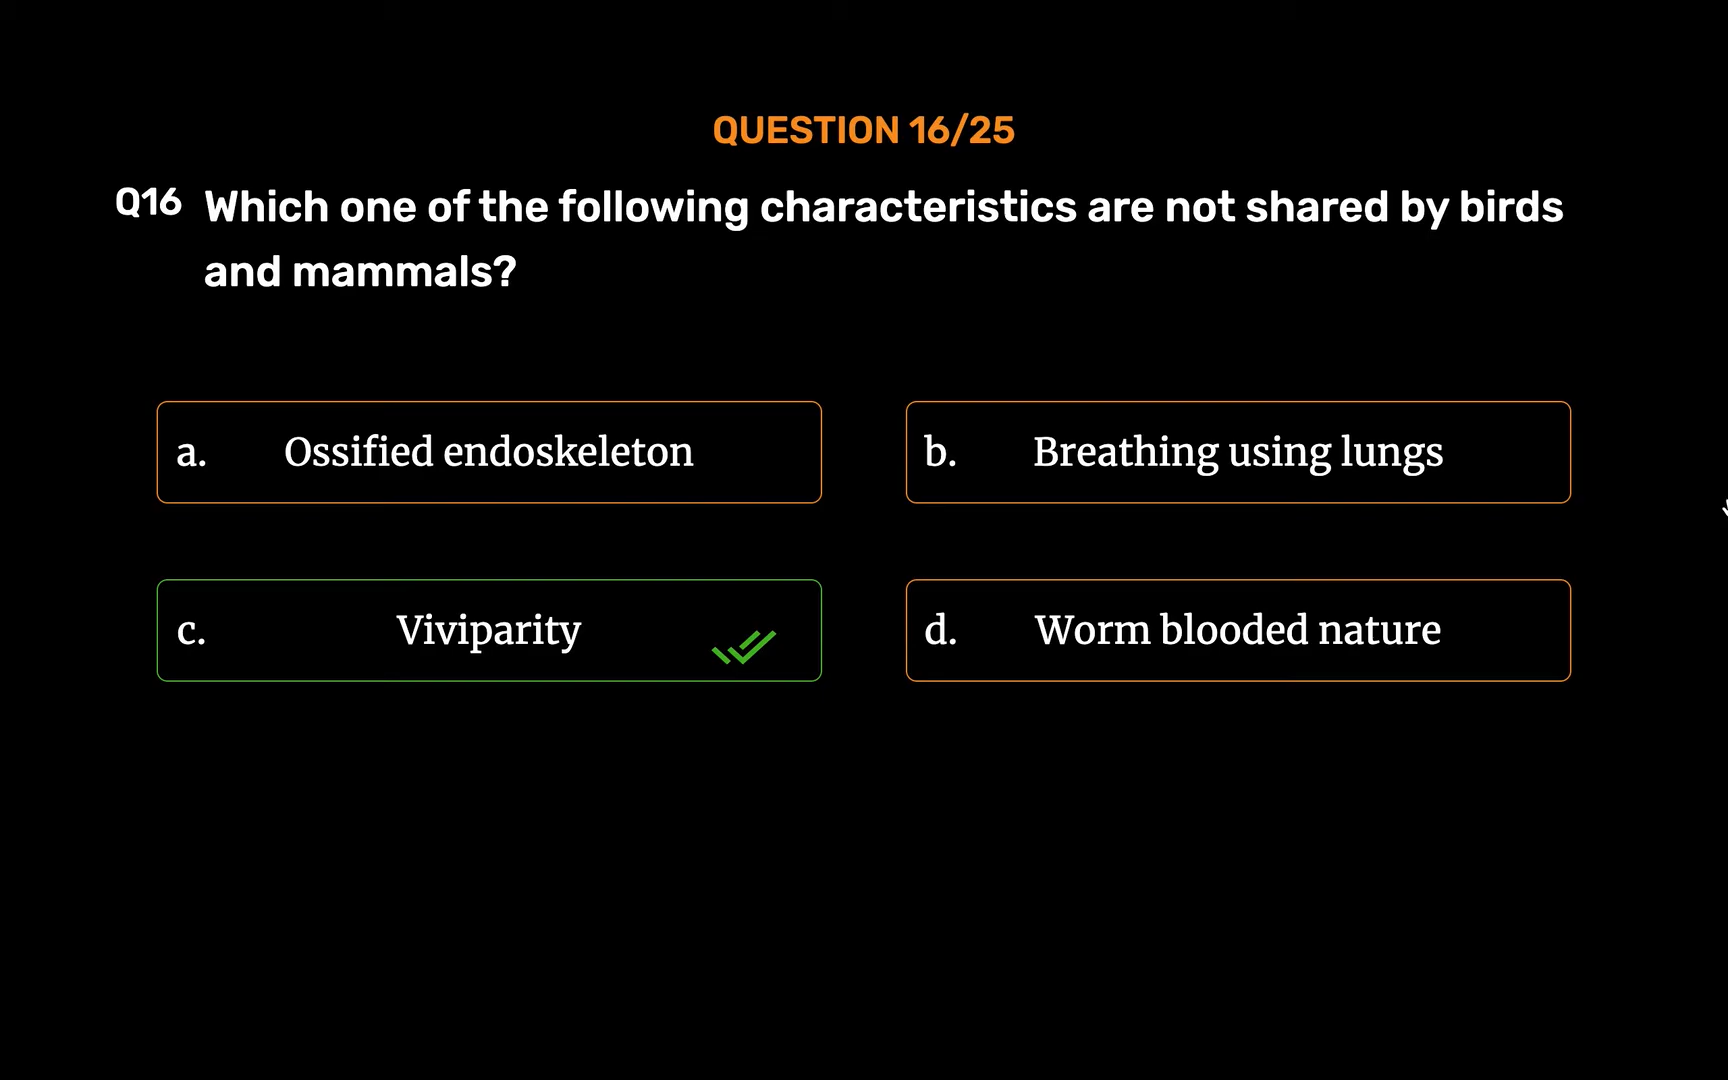 QUESTION 16/25
Q16 Which one of the following characteristics are not shared by birds
and mammals?
a. Ossified endoskeleton
b. Breathing using lungs
c. Viviparity
d. Worm blooded nature